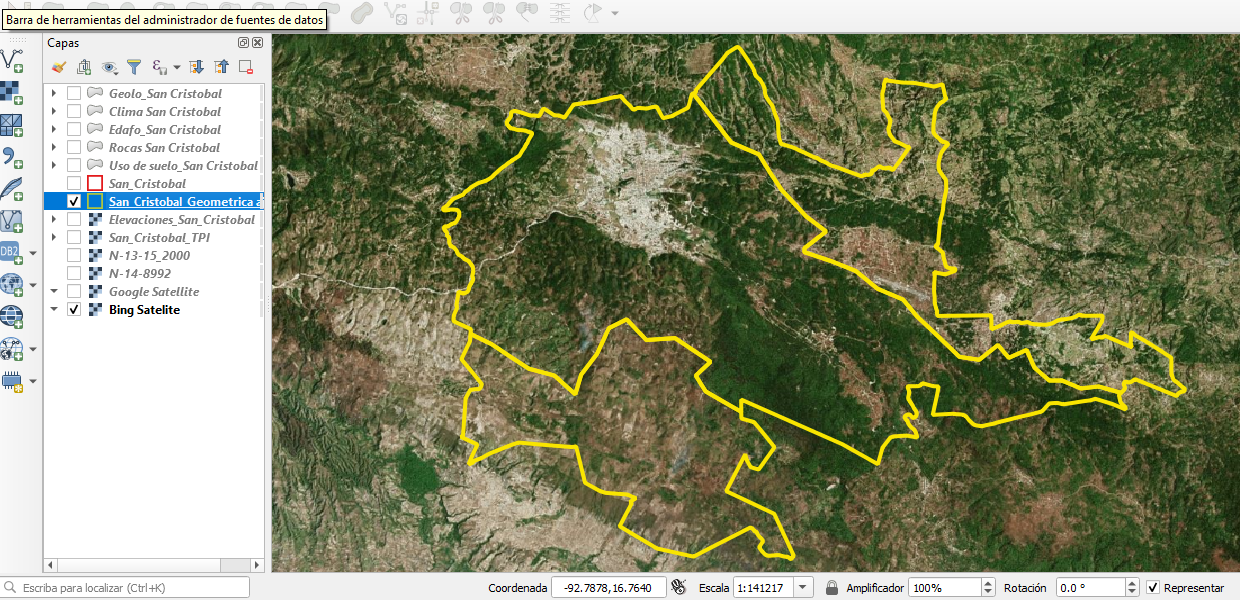 Barra de herramientas del administrador de fuentes de datos
Capas
Geolo_San Cristobal
Clima San Cristobal
Edafo_San Cristobal
Rocas San Cristobal
Uso de suelo_San Cristobal
San_Cristobal
San_Cristobal_Geometrica a
Elevaciones_San_Cristobal
San_Cristobal_TPI
N-13-15_2000
N-14-8992
Google Satellite
Bing Satelite
DB2
Escriba para localizar (Ctrl+K) Coordenada -92.7878,16.7640 Escala 1:141217 Amplificador 100% Rotación 0.0 ° Representar